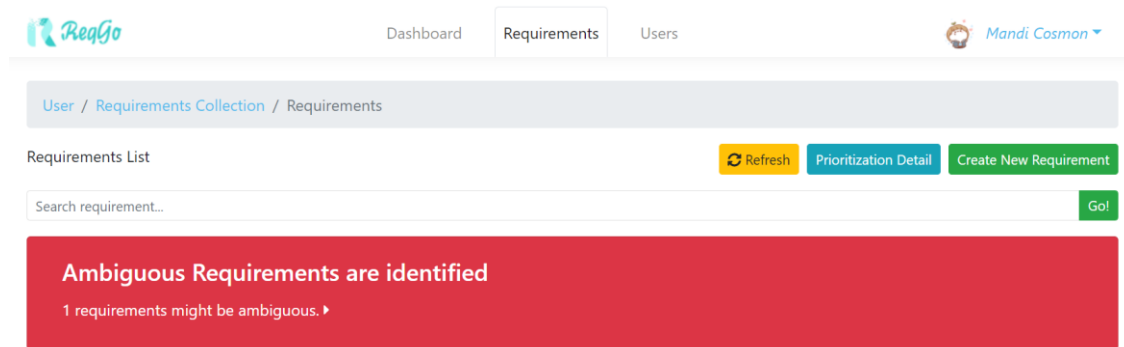 ReqGo
Dashboard Requirements Users
Mandi Cosmon
User / Requirements Collection / Requirements
Requirements List
Refresh Prioritization Detail Create New Requirement
Search requirement... Go!
Ambiguous Requirements are identified
1 requirements might be ambiguous.